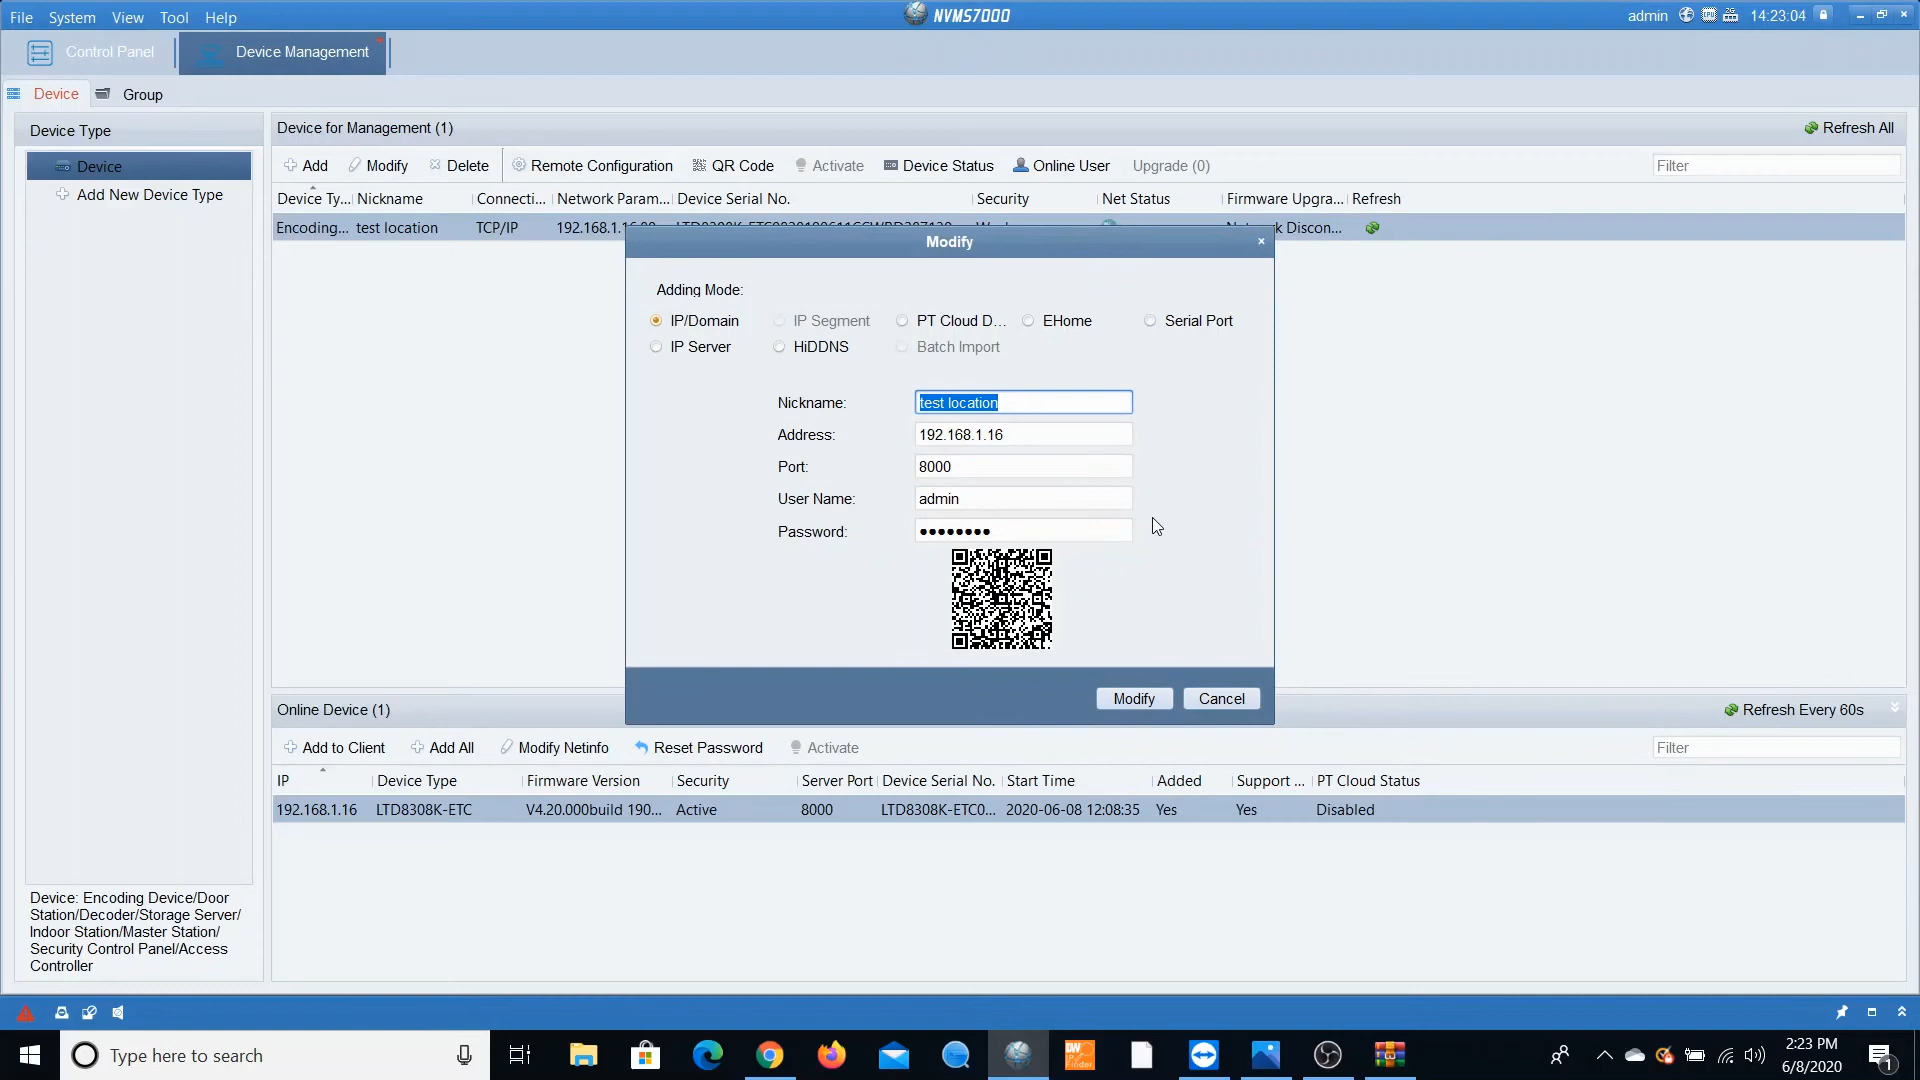 File System View Tool Help
NVMS7000
admin 2G 14:23:04
Control Panel
Device Management
Device
Group
Device Type
Device
Add New Device Type
Device: Encoding Device/Door
Station/Decoder/Storage Server/
Indoor Station/Master Station/
Security Control Panel/Access
Controller
Device for Management (1)
Refresh All
Add Modify Delete Remote Configuration QR Code Activate Device Status Online User Upgrade (0) Filter
Device Ty... Nickname Connecti... Network Param... Device Serial No. Security Net Status Firmware Upgra... Refresh
Encoding... test location TCP/IP 192.168.1.16 Discon...
Modify
Adding Mode:
IP/Domain IP Segment PT Cloud D... EHome Serial Port
IP Server HiDDNS Batch Import
Nickname: test location
Address: 192.168.1.16
Port: 8000
User Name: admin
Password: ●●●●●●●●
Modify Cancel
Online Device (1)
Refresh Every 60s
Add to Client Add All Modify Netinfo Reset Password Activate Filter
IP Device Type Firmware Version Security Server Port Device Serial No. Start Time Added Support ... PT Cloud Status
192.168.1.16 LTD8308K-ETC V4.20.000build 190... Active 8000 LTD8308K-ETC0... 2020-06-08 12:08:35 Yes Yes Disabled
Type here to search
DW
IP
Finder
2:23 PM
6/8/2020
1